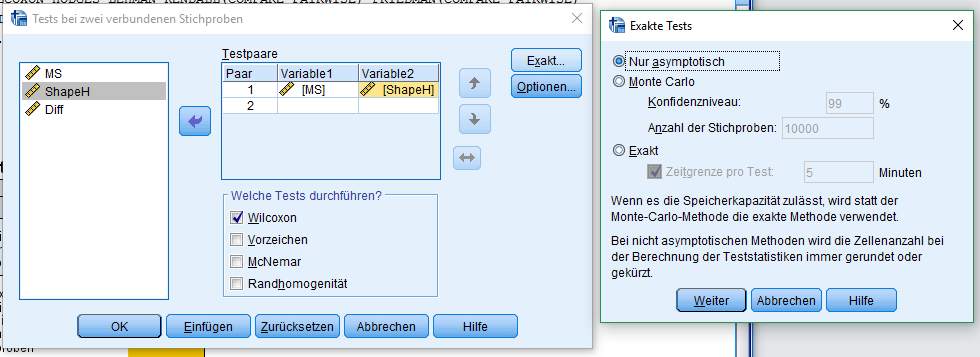 Tests bei zwei verbundenen Stichproben
MS
ShapeH
Diff
Testpaare
Paar Variable1 Variable2
1 [MS] [ShapeH]
2
Exakt...
Optionen...
Welche Tests durchführen?
Wilcoxon
Vorzeichen
McNemar
Randhomogenität
OK Einfügen Zurücksetzen Abbrechen Hilfe
Exakte Tests
Nur asymptotisch
Monte Carlo
Konfidenzniveau: 99 %
Anzahl der Stichproben: 10000
Exakt
Zeitgrenze pro Test: 5 Minuten
Wenn es die Speicherkapazität zulässt, wird statt der
Monte-Carlo-Methode die exakte Methode verwendet.
Bei nicht asymptotischen Methoden wird die Zellenanzahl bei
der Berechnung der Teststatistiken immer gerundet oder
gekürzt.
Weiter Abbrechen Hilfe